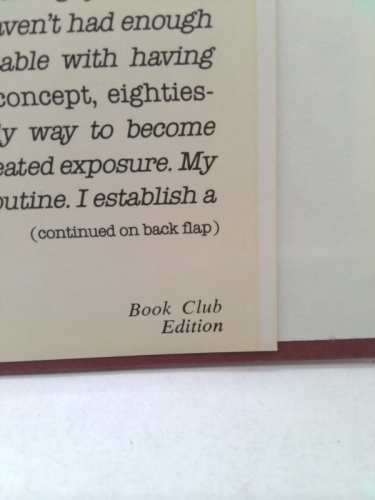 haven't had enough
able with having
concept, eighties-
way to become
eated exposure. My
outine. I establish a
(continued on back flap)
Book Club
Edition